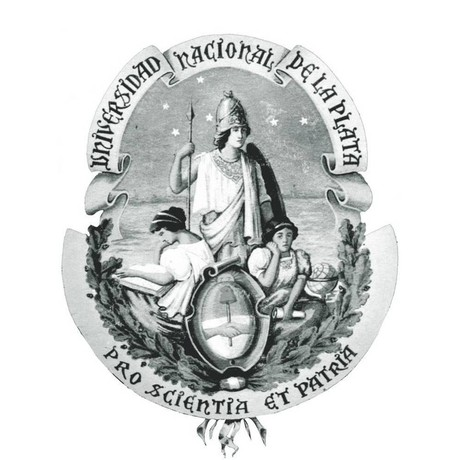 UNIVERSIDAD NACIONAL DE LA PLATA
PRO SCIENTIA ET PATRIA